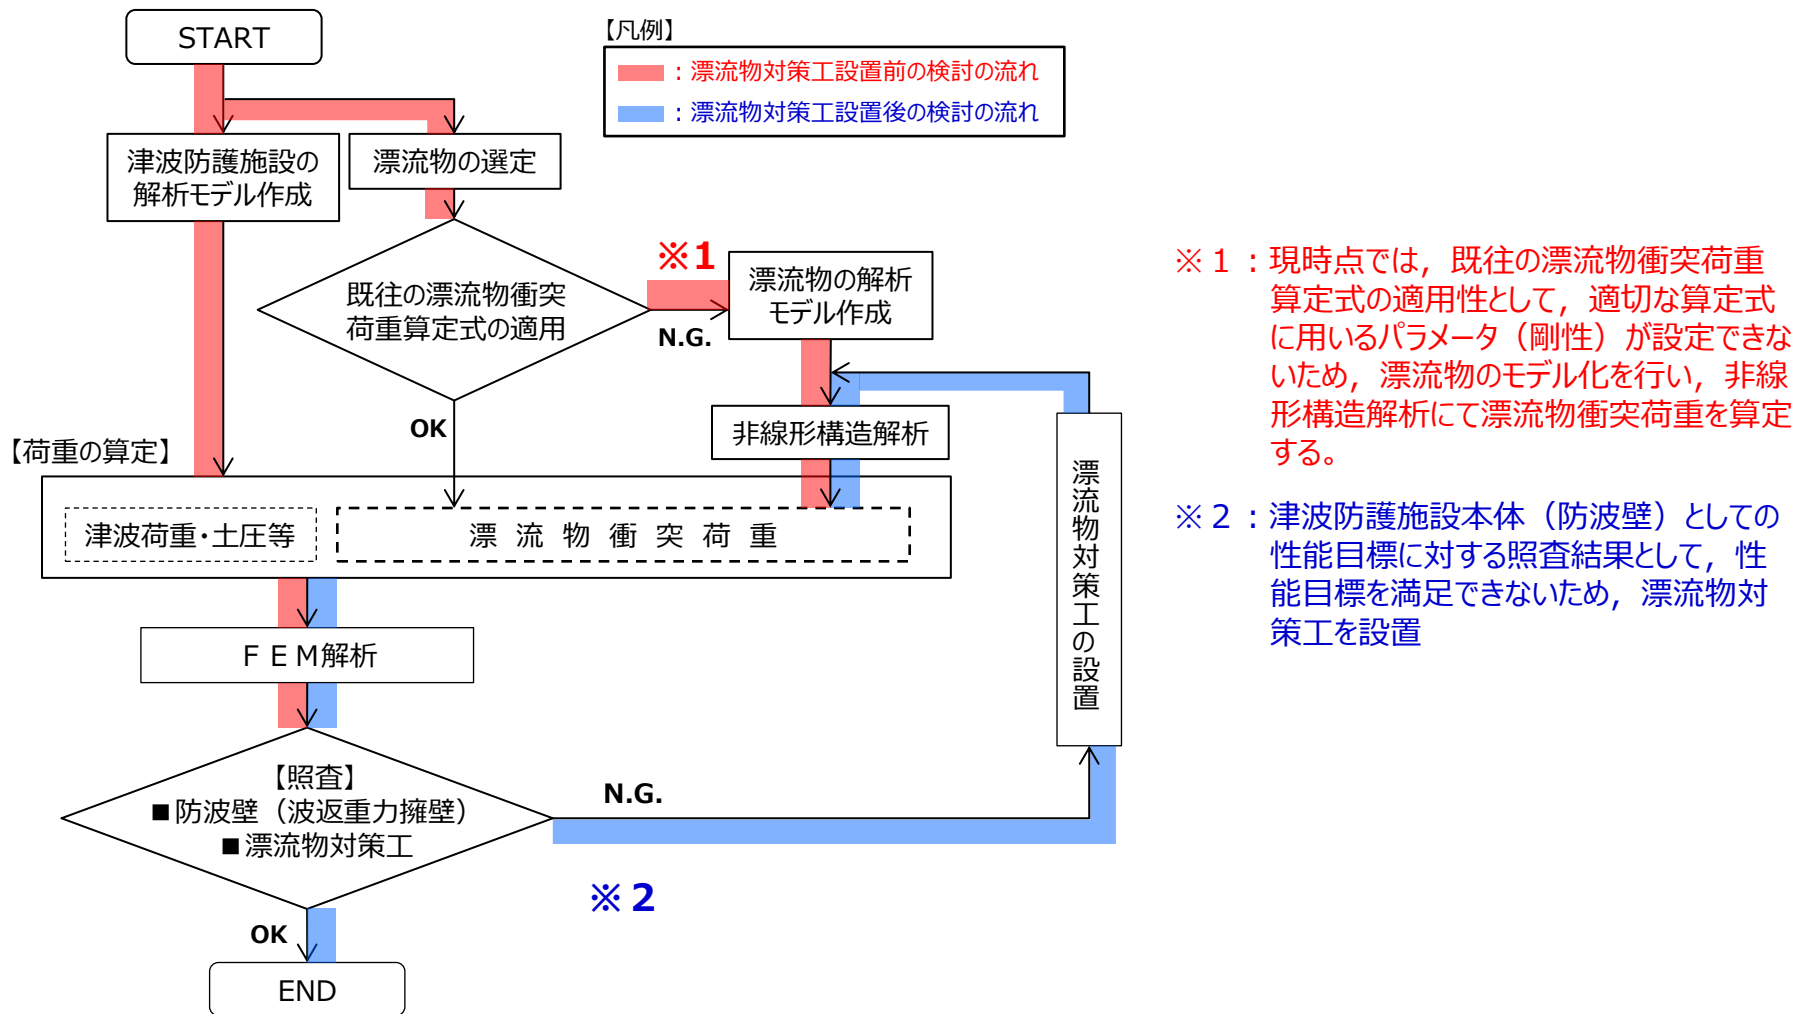 START
【凡例】
：漂流物対策工設置前の検討の流れ
：漂流物対策工設置後の検討の流れ
津波防護施設の
解析モデル作成
漂流物の選定
既往の漂流物衝突
荷重算定式の適用
※1
N.G.
漂流物の解析
モデル作成
OK
非線形構造解析
【荷重の算定】
津波荷重・土圧等
漂流物衝突荷重
漂流物対策工の設置
ＦＥＭ解析
【照査】
■防波壁（波返重力擁壁）
■漂流物対策工
N.G.
※２
OK
END
※１：現時点では，既往の漂流物衝突荷重
算定式の適用性として，適切な算定式
に用いるパラメータ（剛性）が設定できな
いため，漂流物のモデル化を行い，非線
形構造解析にて漂流物衝突荷重を算定
する。
※２：津波防護施設本体（防波壁）としての
性能目標に対する照査結果として，性
能目標を満足できないため，漂流物対
策工を設置